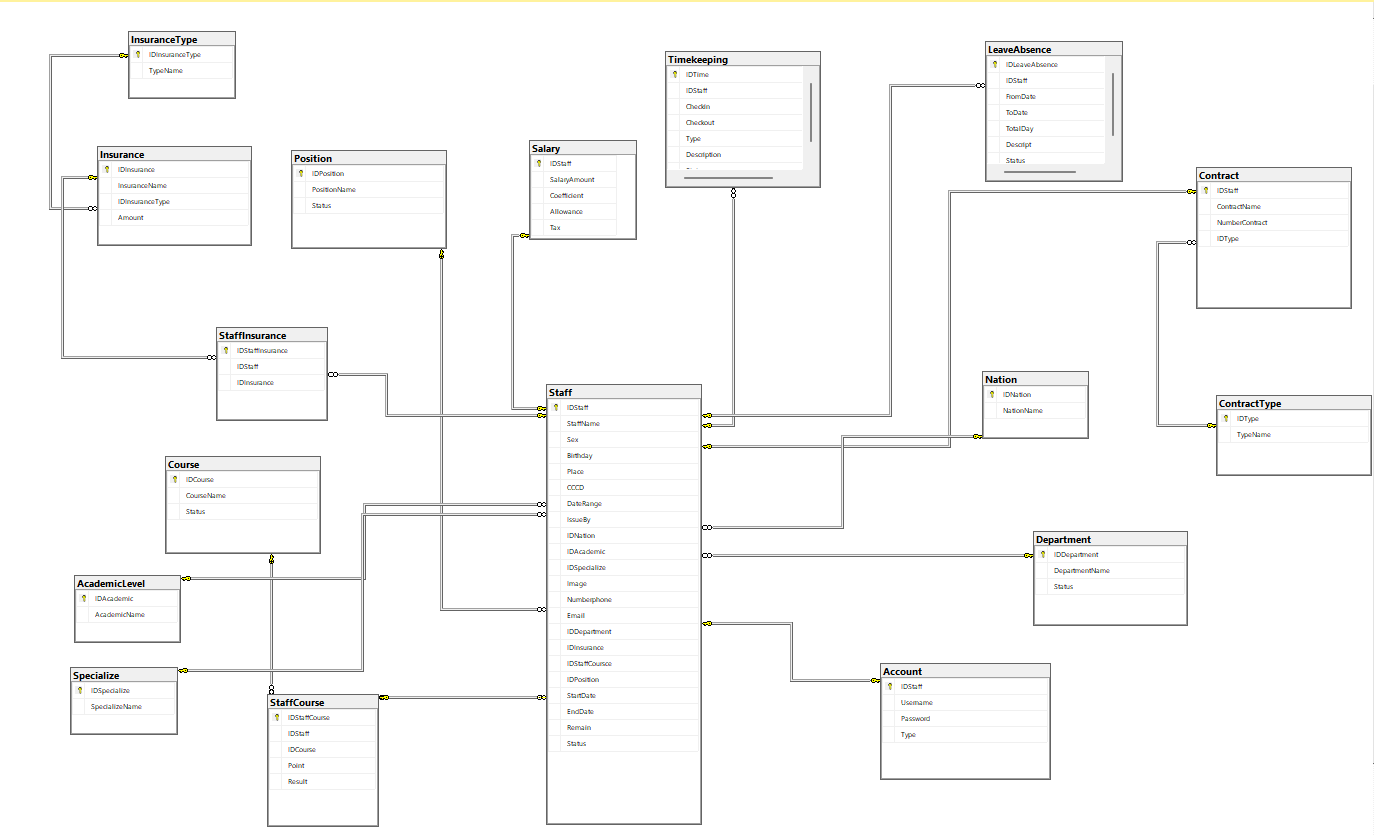 InsuranceType
IDInsuranceType
TypeName
Insurance
IDInsurance
InsuranceName
IDInsuranceType
Amount
Position
IDPosition
PositionName
Status
Salary
IDStaff
SalaryAmount
Coefficient
Allowance
Tax
Timekeeping
IDTime
IDStaff
Checkin
Checkout
Type
Description
LeaveAbsence
IDLeaveAbsence
IDStaff
FromDate
ToDate
TotalDay
Descript
Status
Contract
IDStaff
ContractName
NumberContract
IDType
StaffInsurance
IDStaffInsurance
IDStaff
IDInsurance
Staff
IDStaff
StaffName
Sex
Birthday
Place
CCCD
DateRange
IssueBy
IDNation
IDAcademic
IDSpecialize
Image
Numberphone
Email
IDDepartment
IDInsurance
IDStaffCoursce
IDPosition
StartDate
EndDate
Remain
Status
Nation
IDNation
NationName
ContractType
IDType
TypeName
Course
IDCourse
CourseName
Status
Department
IDDepartment
DepartmentName
Status
AcademicLevel
IDAcademic
AcademicName
Specialize
IDSpecialize
SpecializeName
StaffCourse
IDStaffCourse
IDStaff
IDCourse
Point
Result
Account
IDStaff
Username
Password
Type